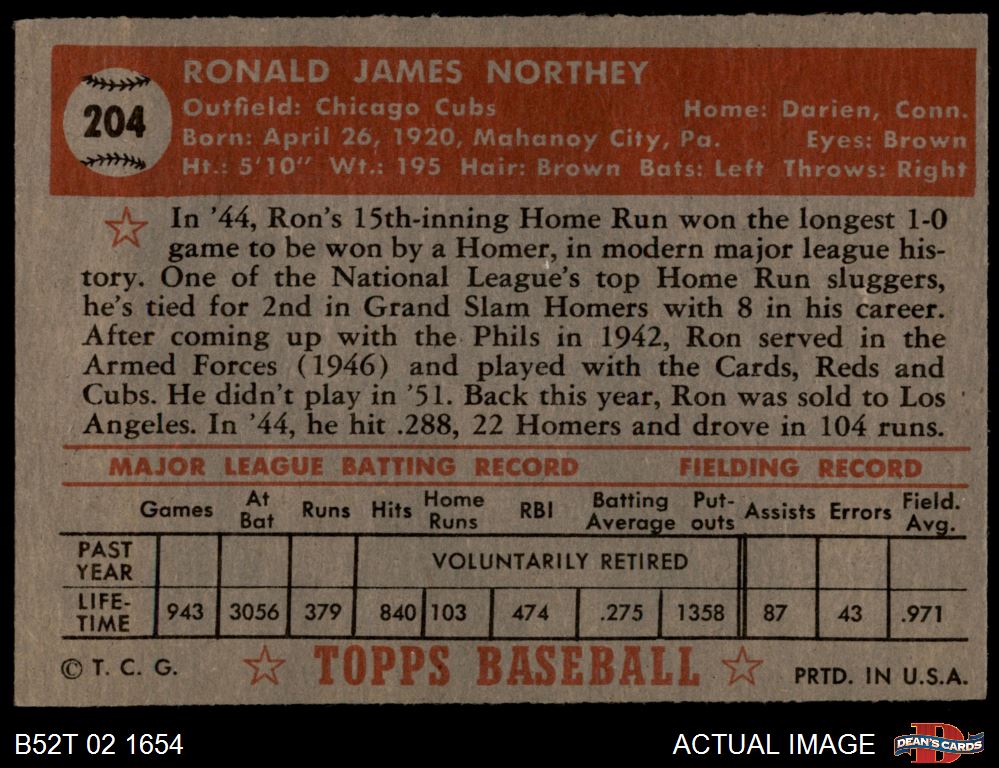 204
RONALD JAMES NORTHEY
Outfield: Chicago Cubs Home: Darien, Conn.
Born: April 26, 1920, Mahanoy City, Pa. Eyes: Brown
Ht.: 5'10" Wt.: 195 Hair: Brown Bats: Left Throws: Right
In '44, Ron's 15th-inning Home Run won the longest 1-0
game to be won by a Homer, in modern major league his-
tory. One of the National League's top Home Run sluggers,
he's tied for 2nd in Grand Slam Homers with 8 in his career.
After coming up with the Phils in 1942, Ron served in the
Armed Forces (1946) and played with the Cards, Reds and
Cubs. He didn't play in '51. Back this year, Ron was sold to Los
Angeles. In '44, he hit .288, 22 Homers and drove in 104 runs.
MAJOR LEAGUE BATTING RECORD FIELDING RECORD
Games At Bat Runs Hits Home Runs RBI Batting Average Put-outs Assists Errors Field. Avg.
PAST YEAR VOLUNTARILY RETIRED
LIFE-TIME 943 3056 379 840 103 474 .275 1358 87 43 .971
© T. C. G. TOPPS BASEBALL PRTD. IN U.S.A.
B52T 02 1654 ACTUAL IMAGE D DEAN'S CARDS